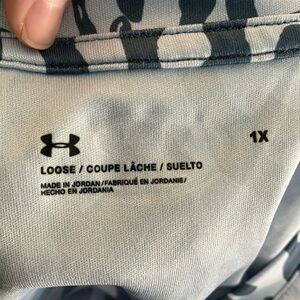 1X
LOOSE / COUPE LÂCHE / SUELTO
MADE IN JORDAN / FABRIQUÉ EN JORDANIE /
HECHO EN JORDANIA